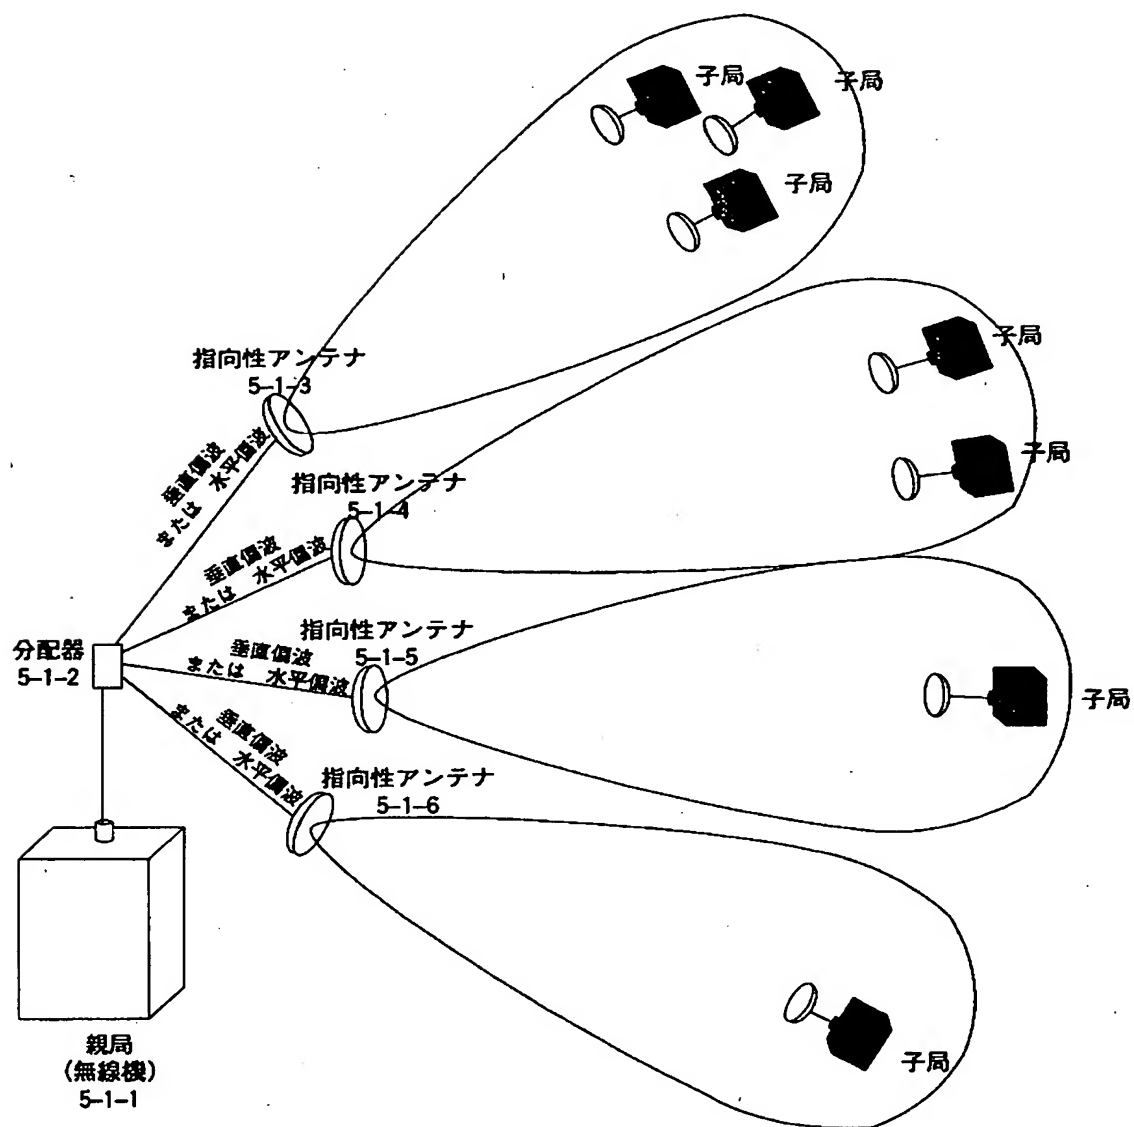 子局
子局
子局
子局
子局
指向性アンテナ
5-1-3
垂直偏波
または 水平偏波
指向性アンテナ
5-1-4
垂直偏波
または 水平偏波
分配器
5-1-2
指向性アンテナ
5-1-5
垂直偏波
または 水平偏波
子局
垂直偏波
または 水平偏波
指向性アンテナ
5-1-6
親局
(無線機)
5-1-1
子局